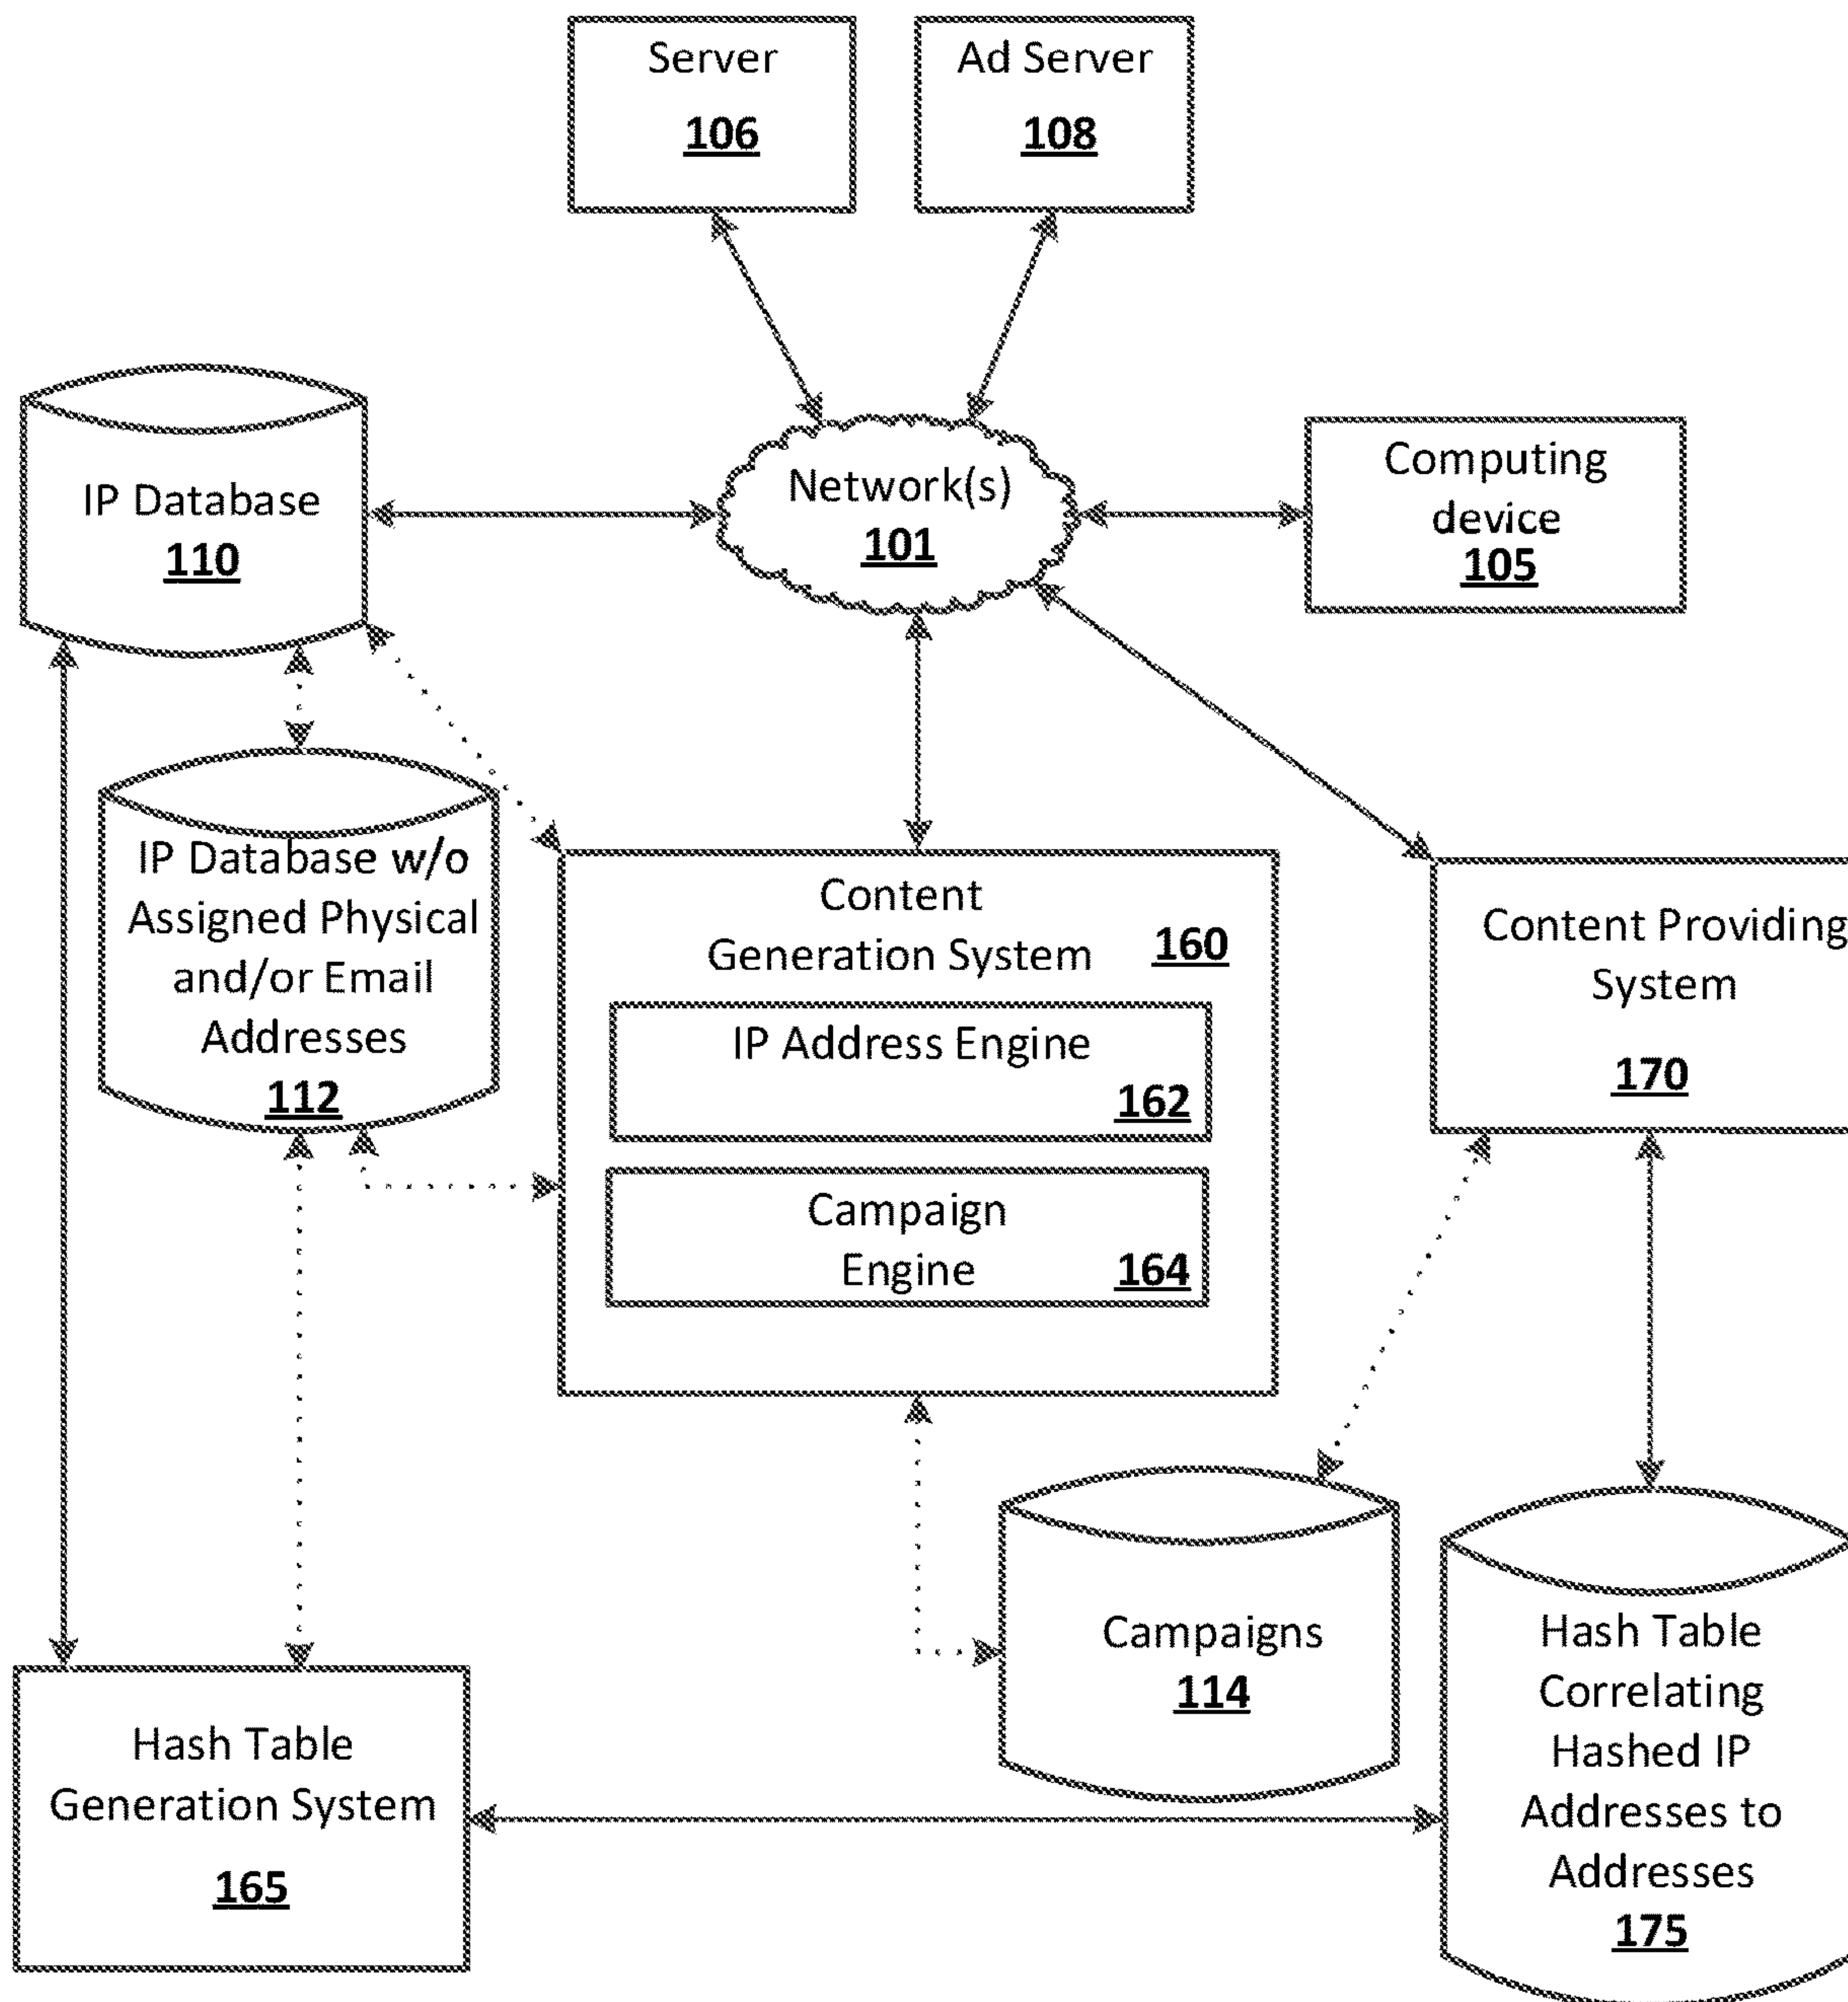 Server
106
Ad Server
108
IP Database
110
Network(s)
101
Computing
device
105
IP Database w/o
Assigned Physical
and/or Email
Addresses
112
Content
Generation System
160
IP Address Engine
162
Campaign
Engine
164
Content Providing
System
170
Campaigns
114
Hash Table
Correlating
Hashed IP
Addresses to
Addresses
175
Hash Table
Generation System
165